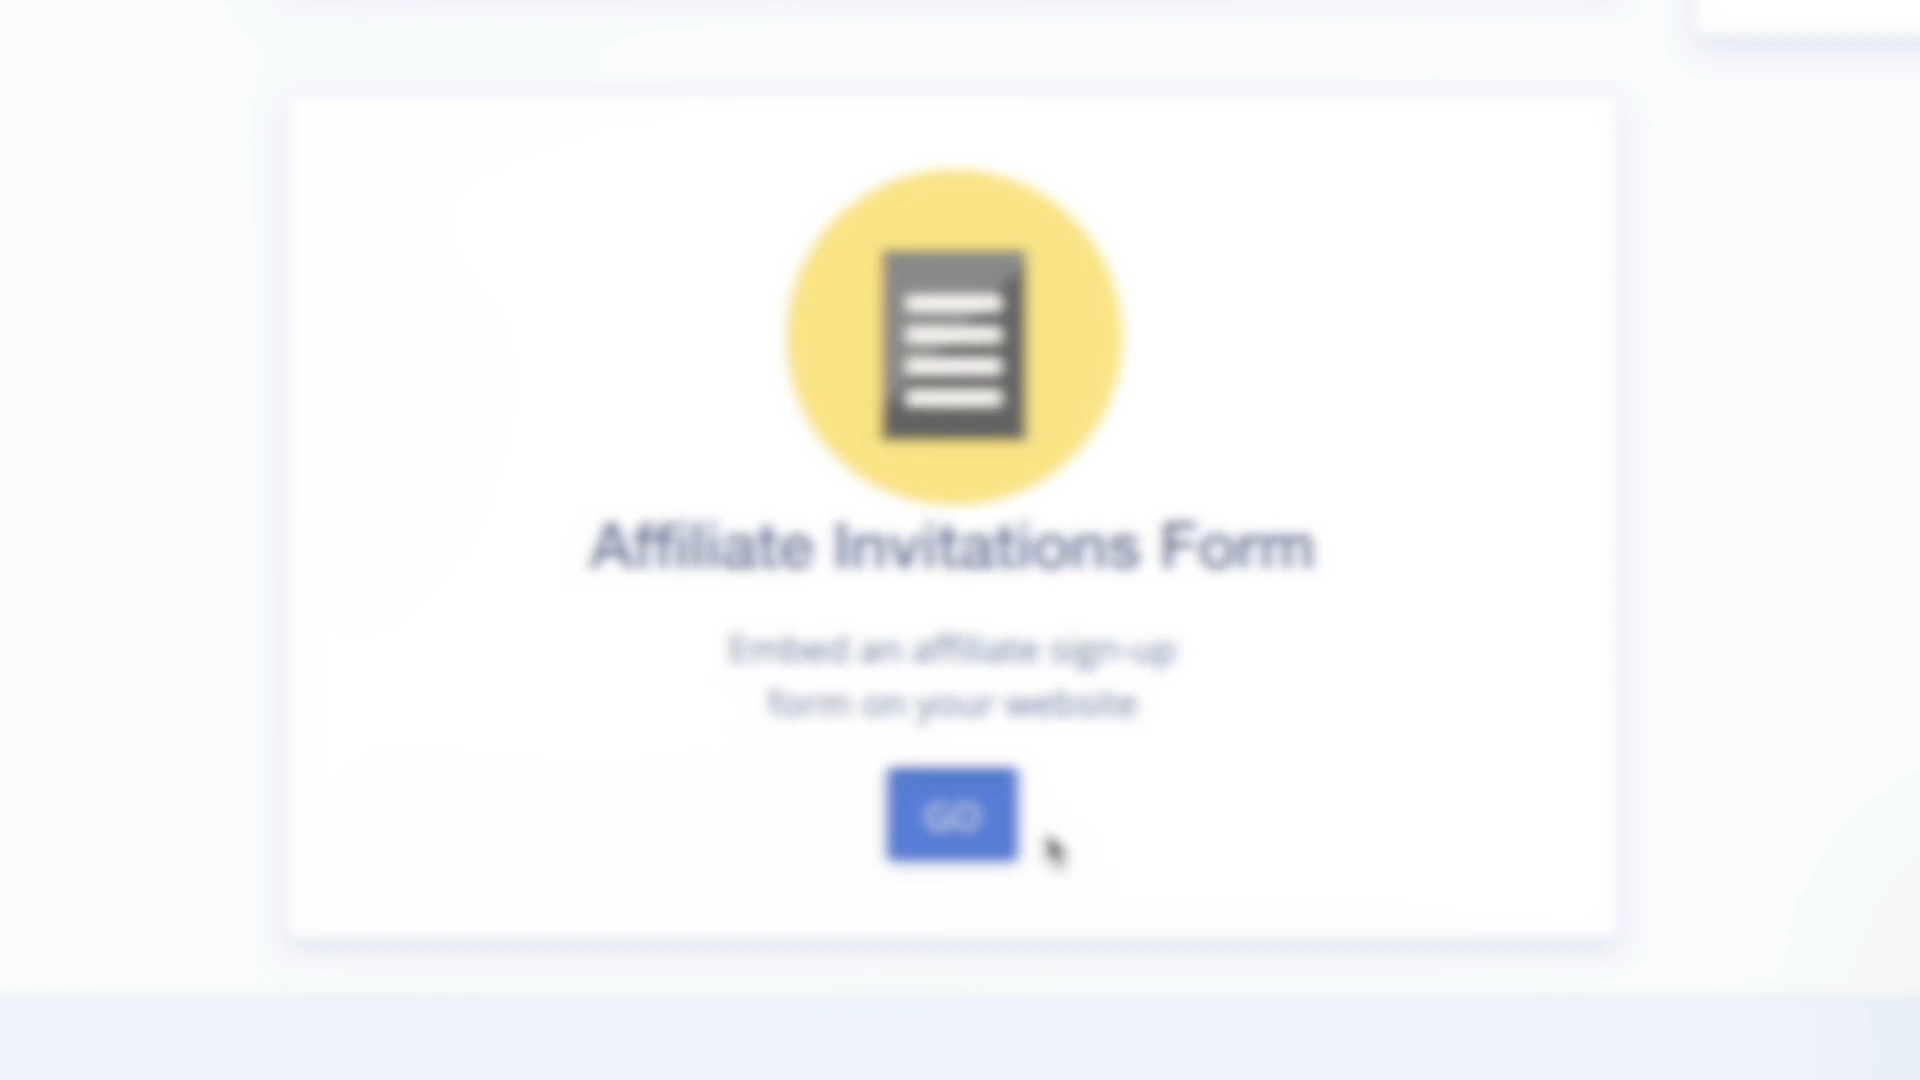 Affiliate Invitations Form
Embed an affiliate sign-up
form on your website
GO